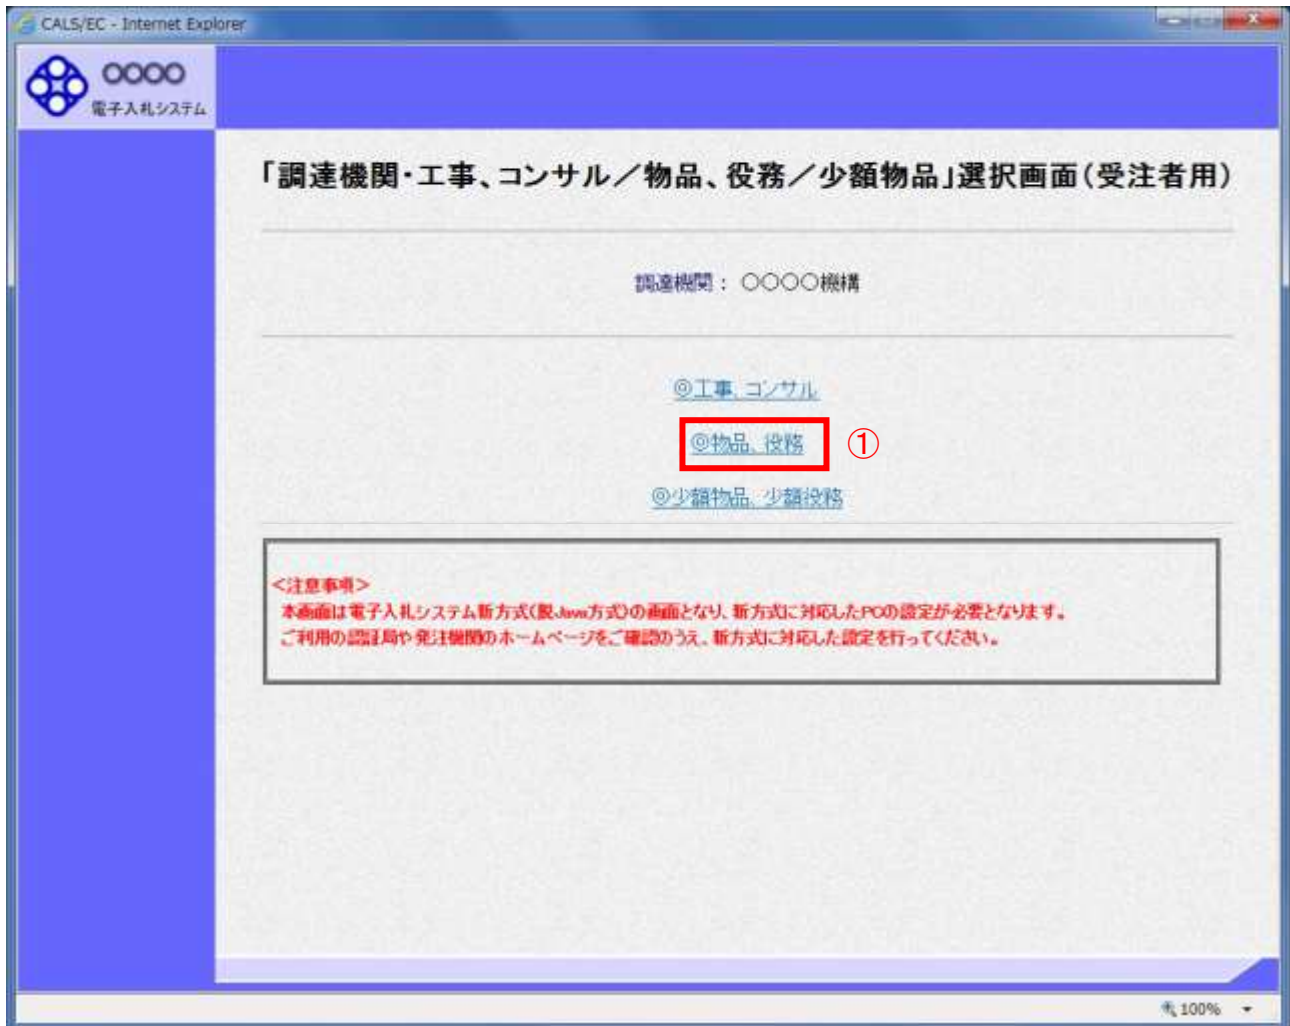 CALS/EC - Internet Explorer
○○○○
電子入札システム
「調達機関・工事、コンサル／物品、役務／少額物品」選択画面（受注者用）
調達機関： ○○○○機構
◎工事、コンサル
◎物品、役務 ①
◎少額物品、少額役務
＜注意事項＞
本画面は電子入札システム新方式(脱Java方式)の画面となり、新方式に対応したPCの設定が必要となります。
ご利用の認証局や発注機関のホームページをご確認のうえ、新方式に対応した設定を行ってください。
100%